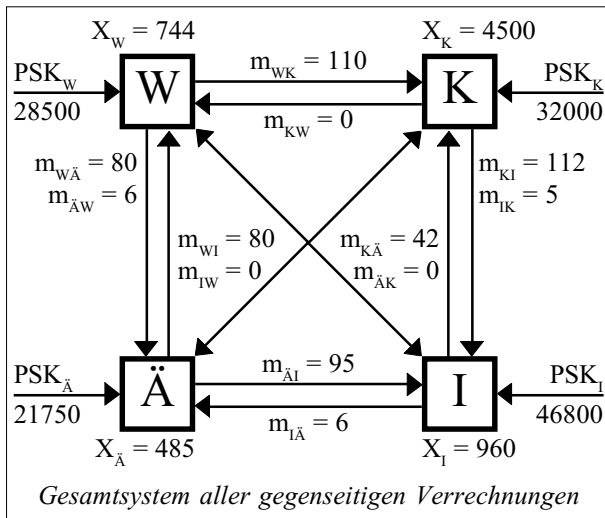 X_W = 744
X_K = 4500
PSK_W
28500
W
m_WK = 110
m_KW = 0
K
PSK_K
32000
m_WÄ = 80
m_ÄW = 6
m_KI = 112
m_IK = 5
m_WI = 80
m_IW = 0
m_KÄ = 42
m_ÄK = 0
PSK_Ä
21750
Ä
m_ÄI = 95
m_IÄ = 6
I
PSK_I
46800
X_Ä = 485
X_I = 960
Gesamtsystem aller gegenseitigen Verrechnungen